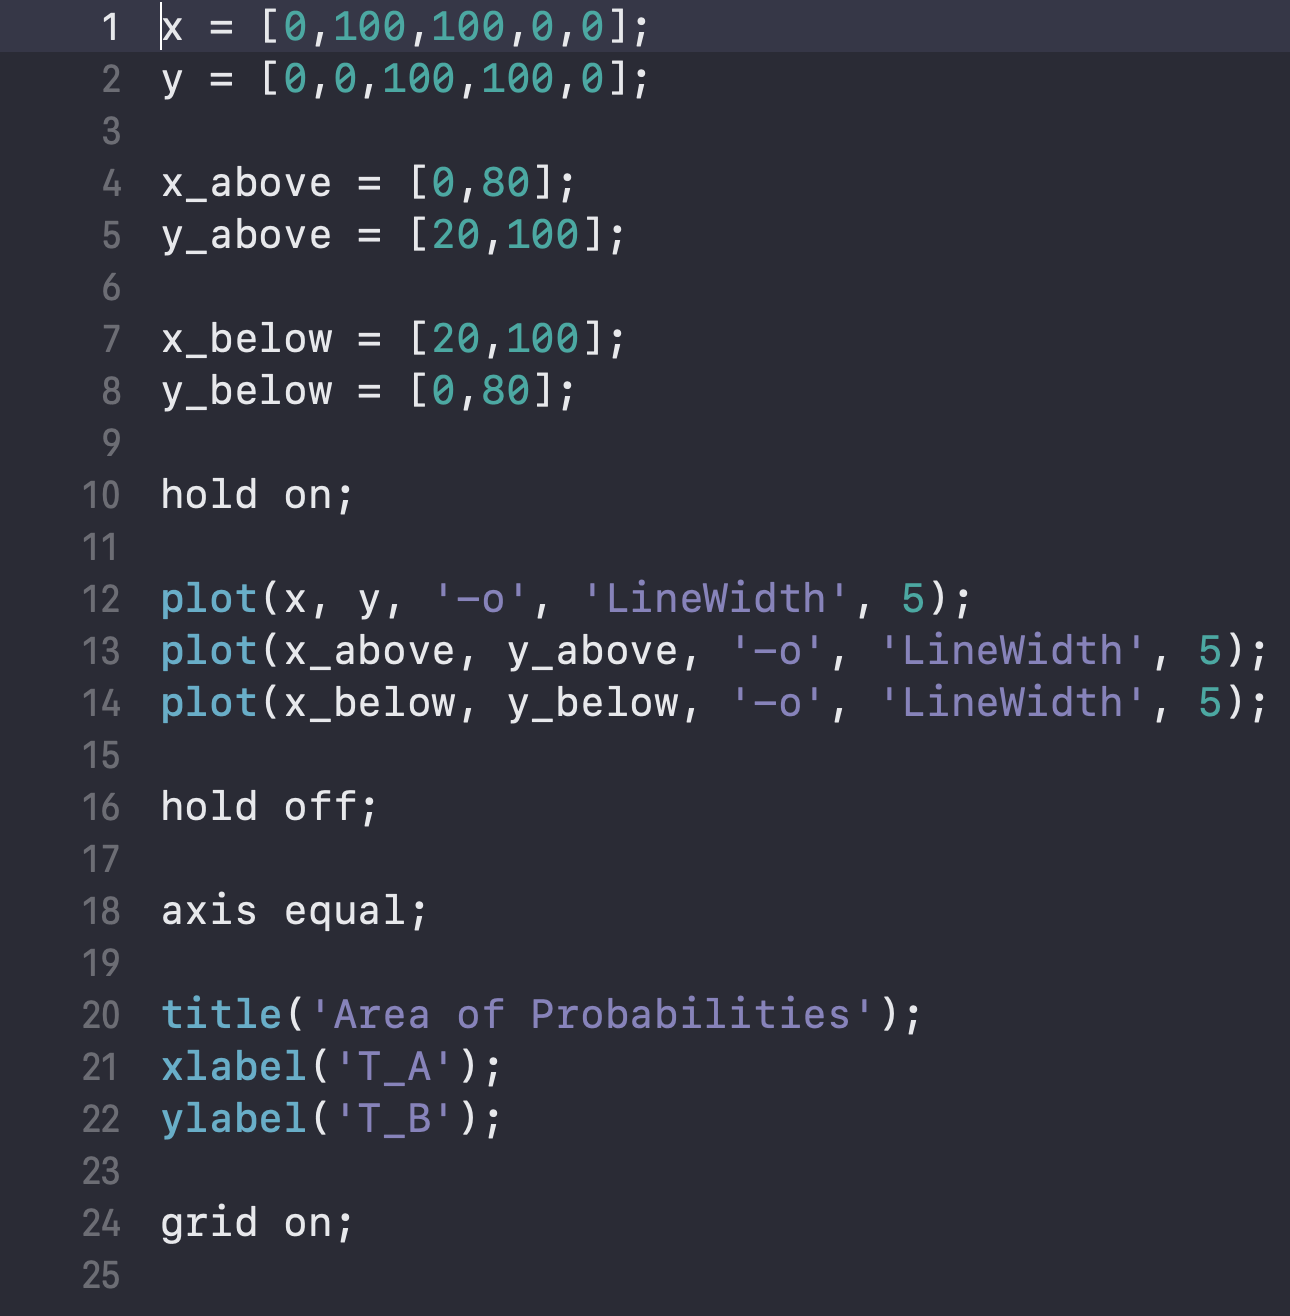 1 x = [0,100,100,0,0];
2 y = [0,0,100,100,0];
3
4 x_above = [0,80];
5 y_above = [20,100];
6
7 x_below = [20,100];
8 y_below = [0,80];
9
10 hold on;
11
12 plot(x, y, '-o', 'LineWidth', 5);
13 plot(x_above, y_above, '-o', 'LineWidth', 5);
14 plot(x_below, y_below, '-o', 'LineWidth', 5);
15
16 hold off;
17
18 axis equal;
19
20 title('Area of Probabilities');
21 xlabel('T_A');
22 ylabel('T_B');
23
24 grid on;
25